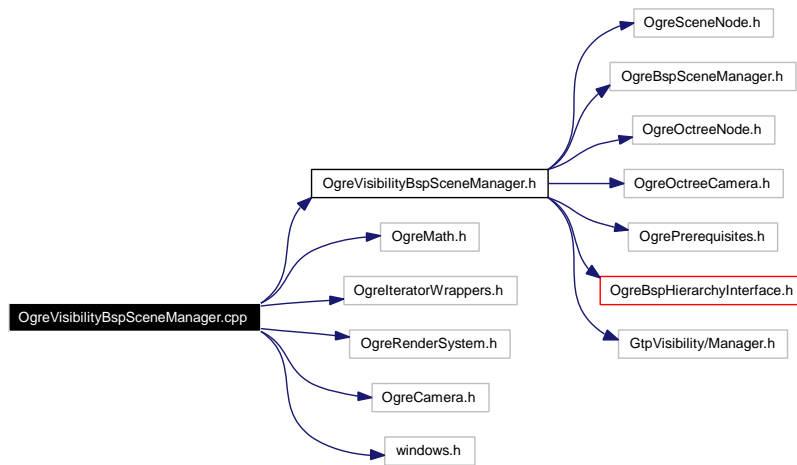 OgreSceneNode.h
OgreBspSceneManager.h
OgreOctreeNode.h
OgreVisibilityBspSceneManager.h
OgreOctreeCamera.h
OgreMath.h
OgrePrerequisites.h
OgreIteratorWrappers.h
OgreBspHierarchyInterface.h
OgreVisibilityBspSceneManager.cpp
OgreRenderSystem.h
GtpVisibility/Manager.h
OgreCamera.h
windows.h